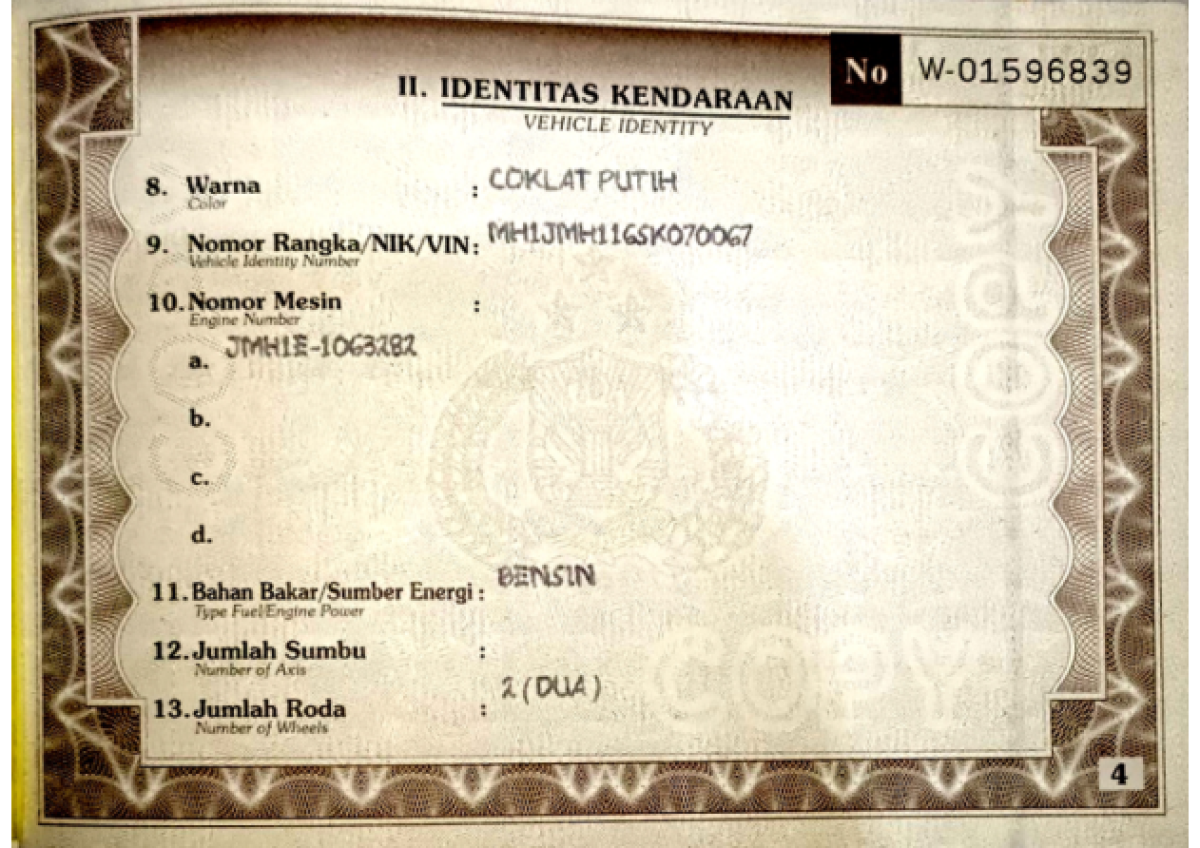 No W-01596839
II. IDENTITAS KENDARAAN
VEHICLE IDENTITY
8. Warna : COKLAT PUTIH
Color
9. Nomor Rangka/NIK/VIN: MH1JMH116SK070067
Vehicle Identity Number
10. Nomor Mesin :
Engine Number
a. JMH1E-1063282
b.
c.
d.
11. Bahan Bakar/Sumber Energi : BENSIN
Type Fuel/Engine Power
12. Jumlah Sumbu :
Number of Axis
13. Jumlah Roda : 2 (DUA)
Number of Wheels
COPY
COPY
4